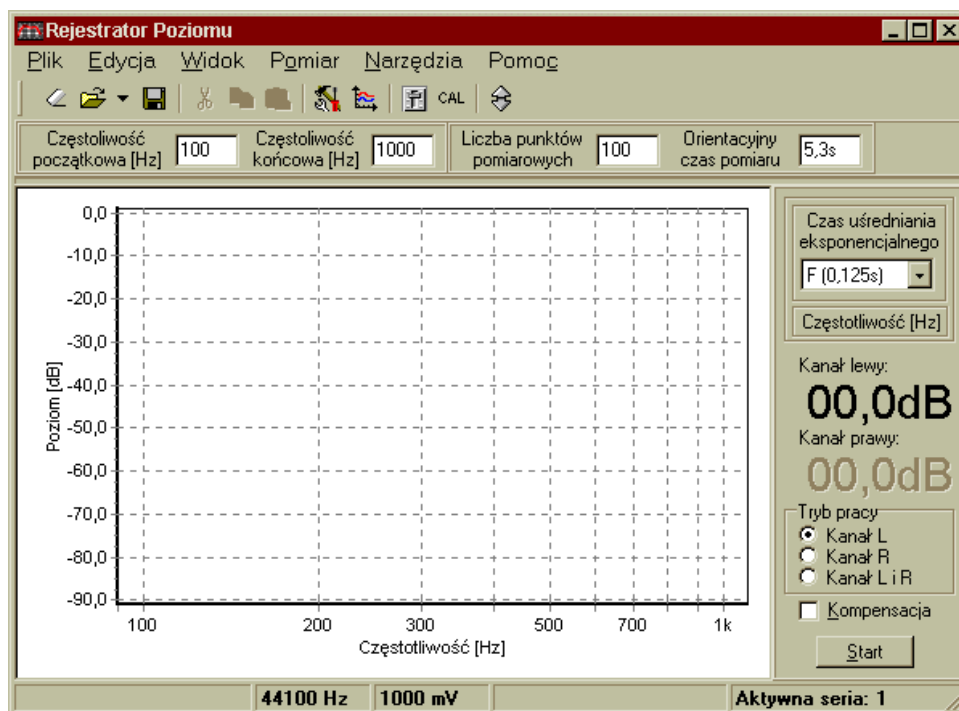 Rejestrator Poziomu
Plik Edycja Widok Pomiar Narzędzia Pomoc
CAL
Częstoliwość początkowa [Hz] 100
Częstoliwość końcowa [Hz] 1000
Liczba punktów pomiarowych 100
Orientacyjny czas pomiaru 5,3s
0,0
-10,0
-20,0
-30,0
-40,0
-50,0
-60,0
-70,0
-80,0
-90,0
Poziom [dB]
100 200 300 500 700 1k
Częstotliwość [Hz]
Czas uśredniania
eksponencjalnego
F (0,125s)
Częstotliwość [Hz]
Kanał lewy:
00,0dB
Kanał prawy:
00,0dB
Tryb pracy
Kanał L
Kanał R
Kanał L i R
Kompensacja
Start
44100 Hz 1000 mV Aktywna seria: 1